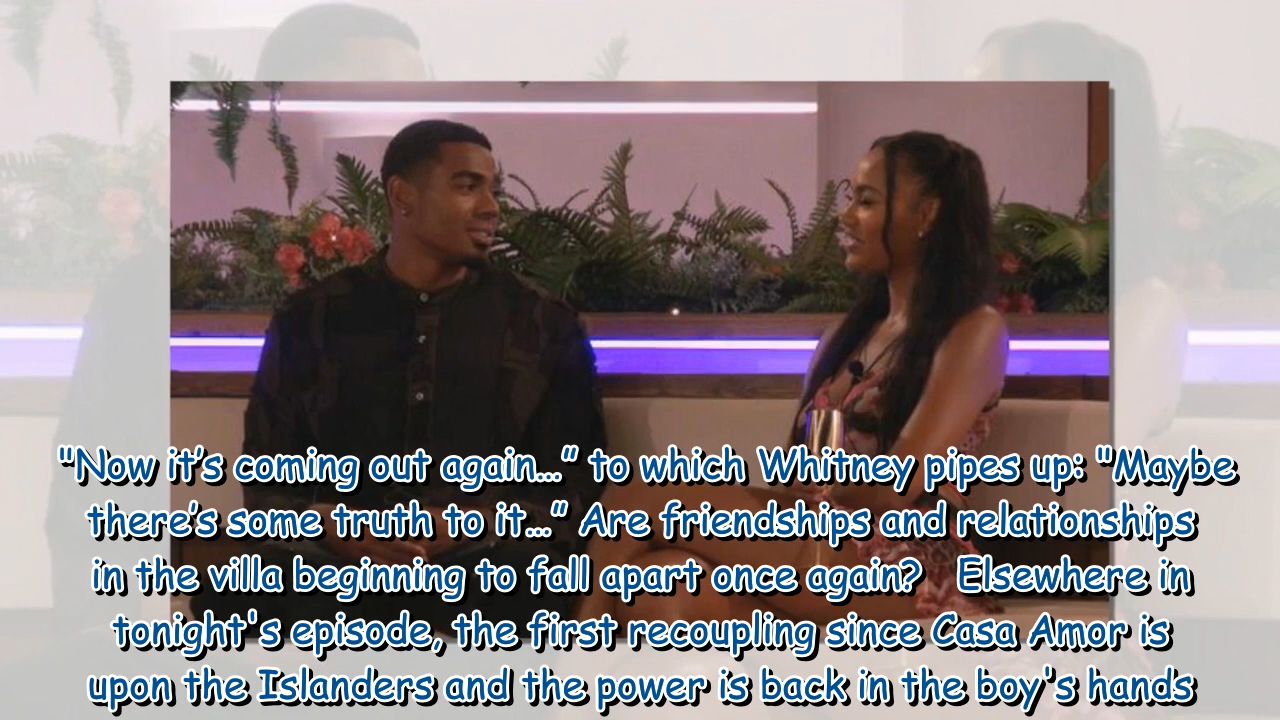 "Now it’s coming out again...” to which Whitney pipes up: "Maybe
there’s some truth to it...” Are friendships and relationships
in the villa beginning to fall apart once again?   Elsewhere in
tonight's episode, the first recoupling since Casa Amor is
upon the Islanders and the power is back in the boy's hands